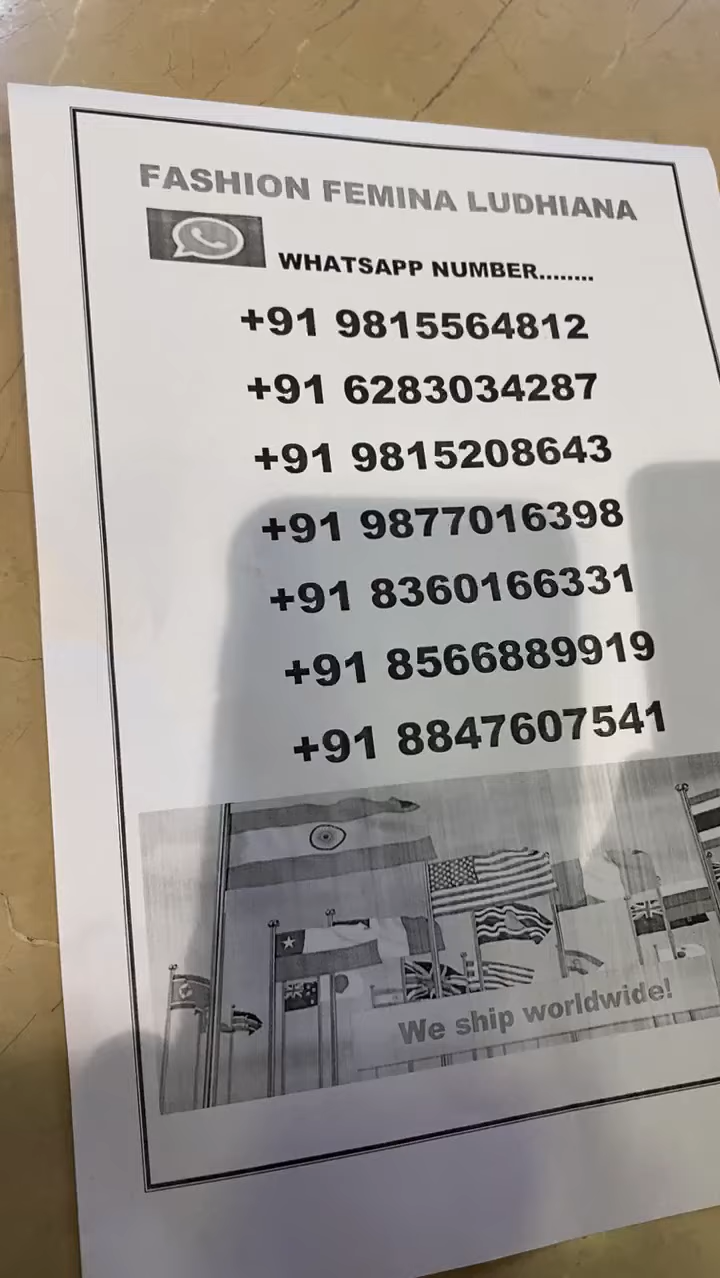 FASHION FEMINA LUDHIANA
WHATSAPP NUMBER........
+91 9815564812
+91 6283034287
+91 9815208643
+91 9877016398
+91 8360166331
+91 8566889919
+91 8847607541
We ship worldwide!